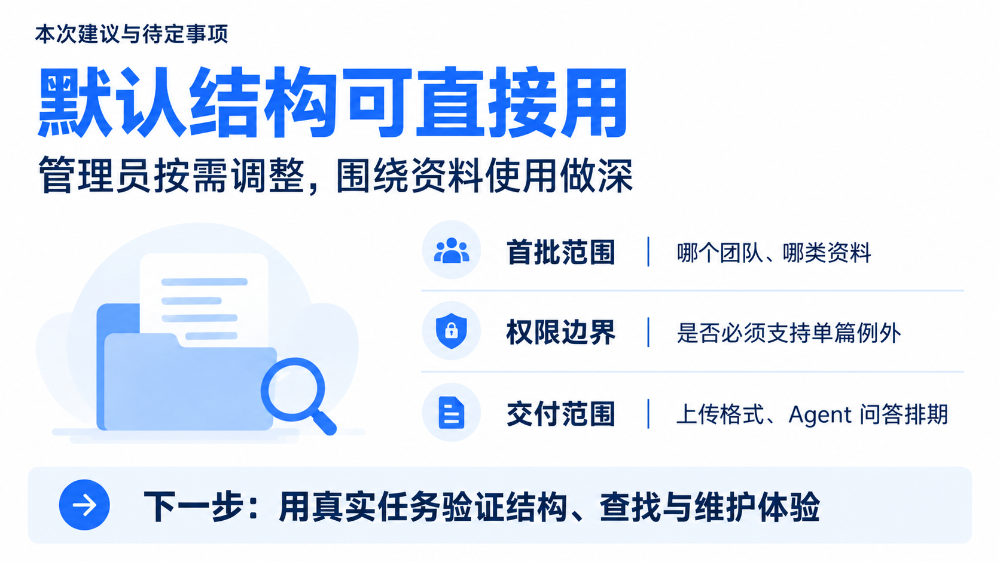 本次建议与待定事项
默认结构可直接用
管理员按需调整，围绕资料使用做深
首批范围
哪个团队、哪类资料
权限边界
是否必须支持单篇例外
交付范围
上传格式、Agent 问答排期
下一步：用真实任务验证结构、查找与维护体验